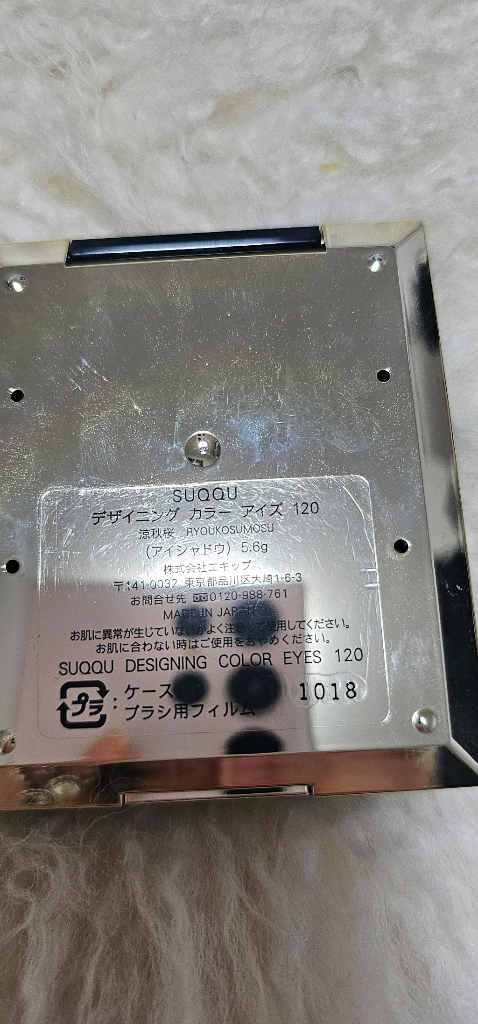 SUQQU
デザイニング カラー アイズ 120
涼秋桜 RYOUKOSUMOSU
(アイシャドウ) 5.6g
株式会社エキップ
〒141-0032 東京都品川区大崎1-6-3
お問合せ先 0120-988-761
MADE IN JAPAN
お肌に異常が生じていないかよく注意して使用してください。
お肌に合わない時はご使用をおやめください。
SUQQU DESIGNING COLOR EYES 120
プラ : ケース
ブラシ用フィルム
1018